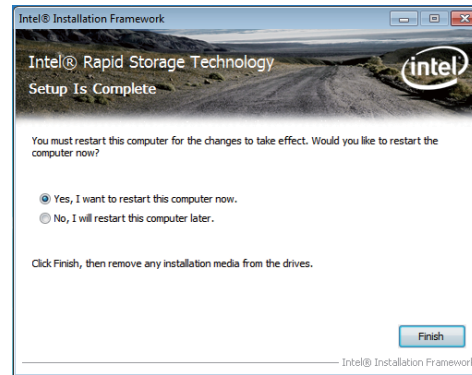 Intel® Installation Framework
Intel® Rapid Storage Technology
Setup Is Complete
intel
You must restart this computer for the changes to take effect. Would you like to restart the
computer now?
Yes, I want to restart this computer now.
No, I will restart this computer later.
Click Finish, then remove any installation media from the drives.
Finish
Intel® Installation Framework